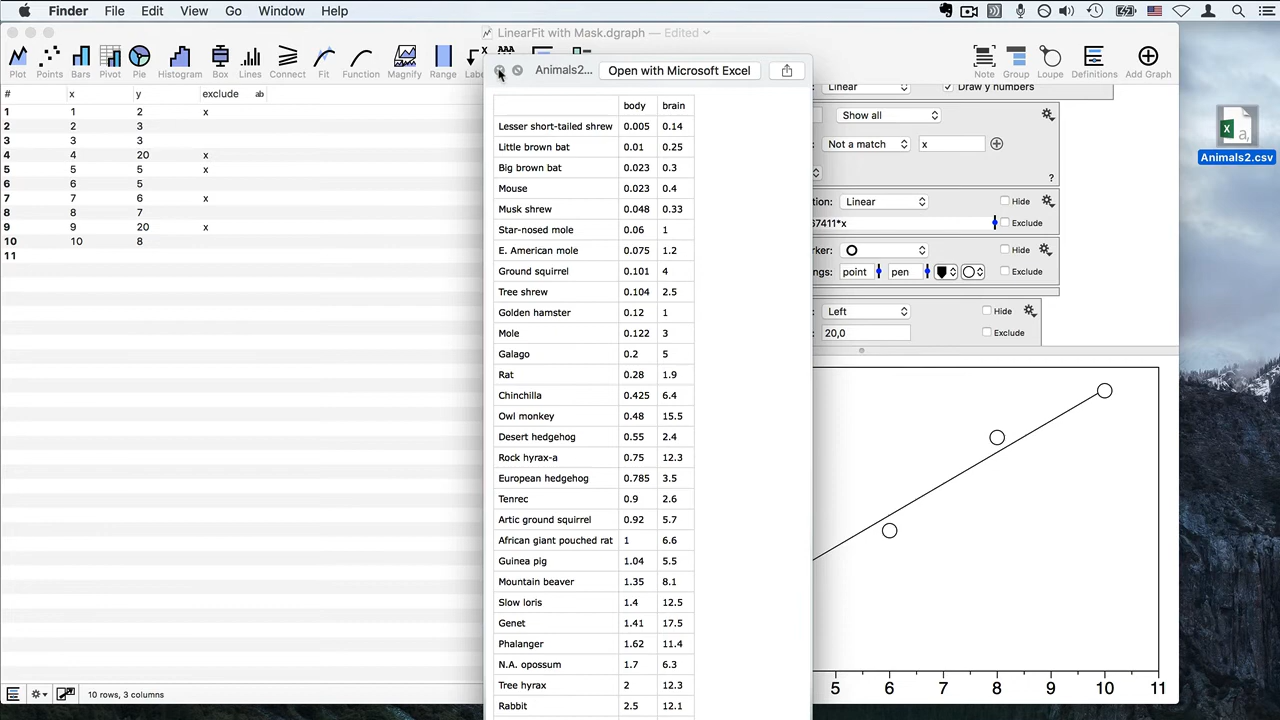 Finder File Edit View Go Window Help
LinearFit with Mask.dgraph — Edited
Plot Points Bars Pivot Pie Histogram Box Lines Connect Fit Function Magnify Range Note Group Loupe Definitions Add Graph
Animals2... Open with Microsoft Excel
# x y exclude ab
1 1 2 x
2 2 3
3 3 3
4 4 20 x
5 5 5 x
6 6 5
7 7 6 x
8 8 7
9 9 20 x
10 10 8
11
10 rows, 3 columns
body brain
Lesser short-tailed shrew 0.005 0.14
Little brown bat 0.01 0.25
Big brown bat 0.023 0.3
Mouse 0.023 0.4
Musk shrew 0.048 0.33
Star-nosed mole 0.06 1
E. American mole 0.075 1.2
Ground squirrel 0.101 4
Tree shrew 0.104 2.5
Golden hamster 0.12 1
Mole 0.122 3
Galago 0.2 5
Rat 0.28 1.9
Chinchilla 0.425 6.4
Owl monkey 0.48 15.5
Desert hedgehog 0.55 2.4
Rock hyrax-a 0.75 12.3
European hedgehog 0.785 3.5
Tenrec 0.9 2.6
Artic ground squirrel 0.92 5.7
African giant pouched rat 1 6.6
Guinea pig 1.04 5.5
Mountain beaver 1.35 8.1
Slow loris 1.4 12.5
Genet 1.41 17.5
Phalanger 1.62 11.4
N.A. opossum 1.7 6.3
Tree hyrax 2 12.3
Rabbit 2.5 12.1
Linear Draw y numbers
Show all
Not a match x
?
Linear Hide
67411*x Exclude
Hide
point pen Exclude
Left Hide
20,0 Exclude
5 6 7 8 9 10 11
a,
Animals2.csv